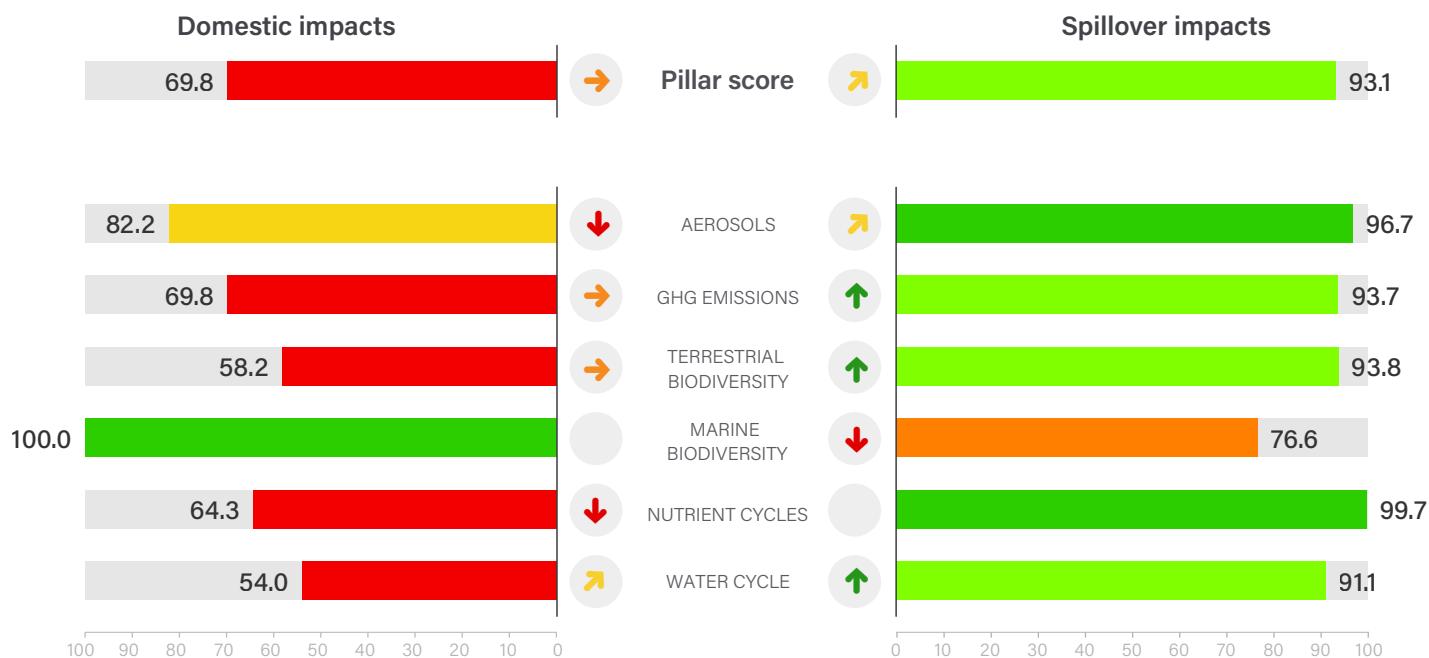 Domestic impacts
Spillover impacts
69.8
Pillar score
93.1
82.2
AEROSOLS
96.7
69.8
GHG EMISSIONS
93.7
58.2
TERRESTRIAL
BIODIVERSITY
93.8
100.0
MARINE
BIODIVERSITY
76.6
64.3
NUTRIENT CYCLES
99.7
54.0
WATER CYCLE
91.1
100 90 80 70 60 50 40 30 20 10 0
0 10 20 30 40 50 60 70 80 90 100